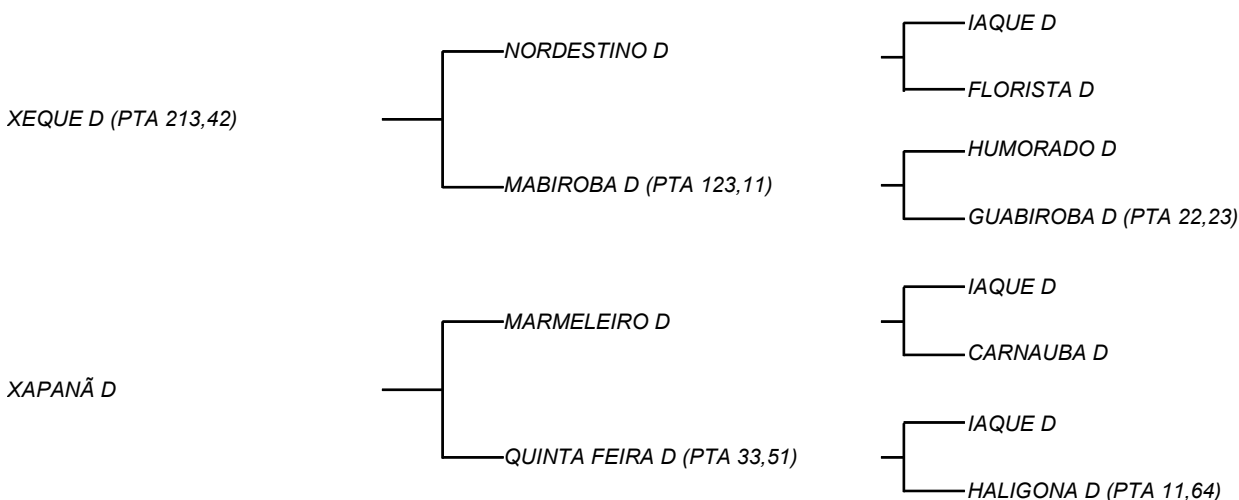 IAQUE D
NORDESTINO D
FLORISTA D
XEQUE D (PTA 213,42)
HUMORADO D
MABIROBA D (PTA 123,11)
GUABIROBA D (PTA 22,23)
IAQUE D
MARMELEIRO D
CARNAUBA D
XAPANÃ D
IAQUE D
QUINTA FEIRA D (PTA 33,51)
HALIGONA D (PTA 11,64)